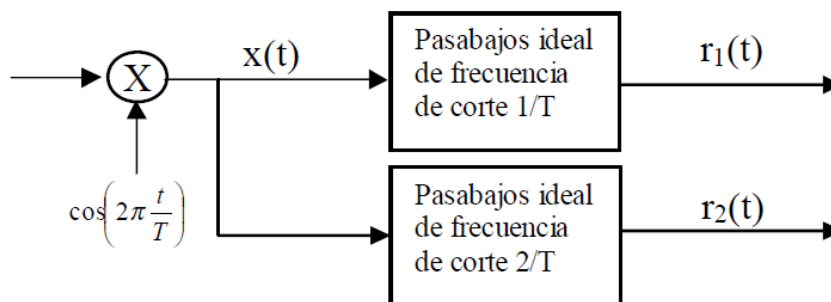 x(t)
Pasabajos ideal
de frecuencia
de corte 1/T
r₁(t)
X
cos(2π t/T)
Pasabajos ideal
de frecuencia
de corte 2/T
r₂(t)